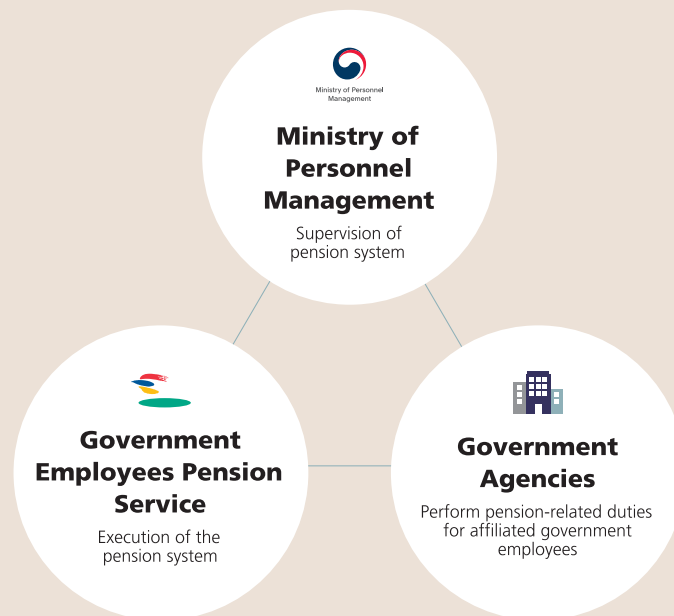 Ministry of Personnel
Management
Ministry of
Personnel
Management
Supervision of
pension system
Government
Employees Pension
Service
Execution of the
pension system
Government
Agencies
Perform pension-related duties
for affiliated government
employees